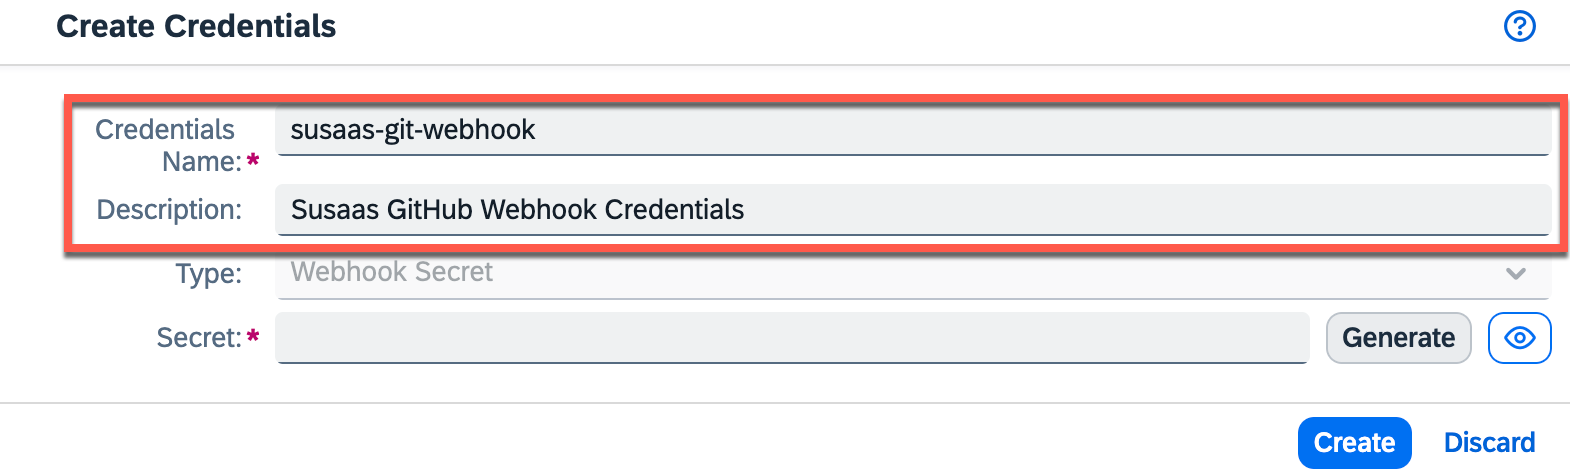 Create Credentials
Credentials Name:* susaas-git-webhook
Description: Susaas GitHub Webhook Credentials
Type: Webhook Secret
Secret:* Generate
Create Discard